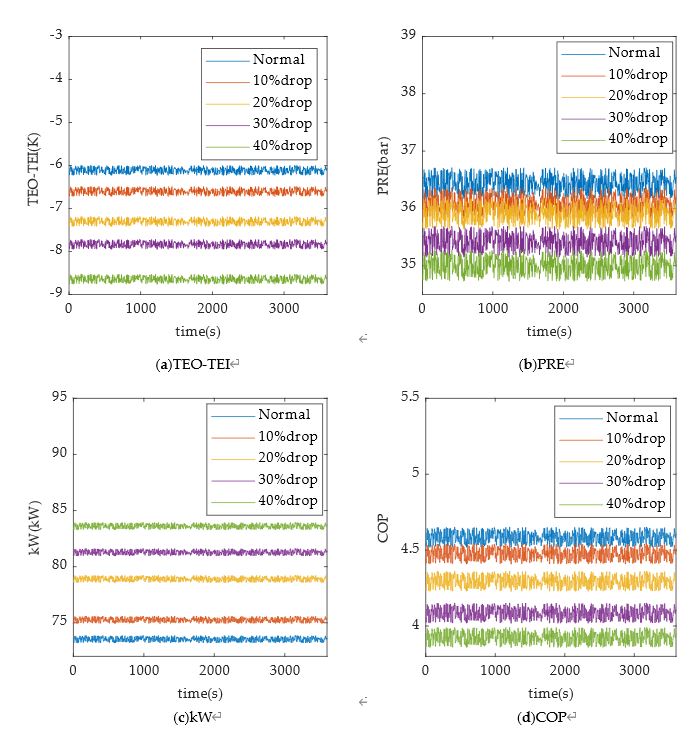 -3
-4
-5
-6
-7
-8
-9
TEO-TEI(K)
Normal
10%drop
20%drop
30%drop
40%drop
0 1000 2000 3000
time(s)
(a)TEO-TEI↵
39
38
37
36
35
PRE(bar)
Normal
10%drop
20%drop
30%drop
40%drop
0 1000 2000 3000
time(s)
↵
(b)PRE↵
95
90
85
80
75
kW(kW)
Normal
10%drop
20%drop
30%drop
40%drop
0 1000 2000 3000
time(s)
(c)kW↵
5.5
5
4.5
4
COP
Normal
10%drop
20%drop
30%drop
40%drop
0 1000 2000 3000
time(s)
↵
(d)COP↵